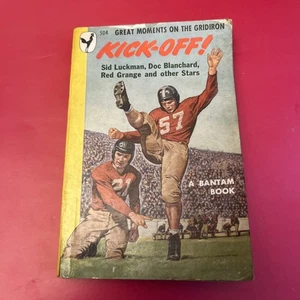 504 GREAT MOMENTS ON THE GRIDIRON
KICK-OFF!
Sid Luckman, Doc Blanchard,
Red Grange and other Stars
57
A BANTAM
BOOK